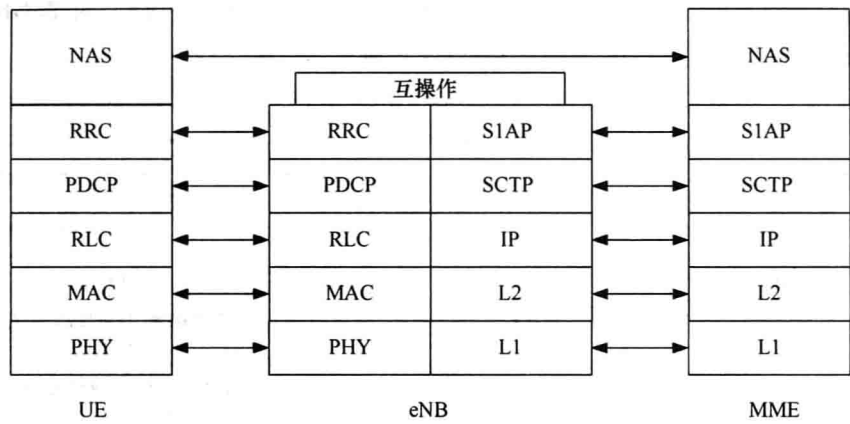 NAS NAS
互操作
RRC RRC S1AP S1AP
PDCP PDCP SCTP SCTP
RLC RLC IP IP
MAC MAC L2 L2
PHY PHY L1 L1
UE eNB MME